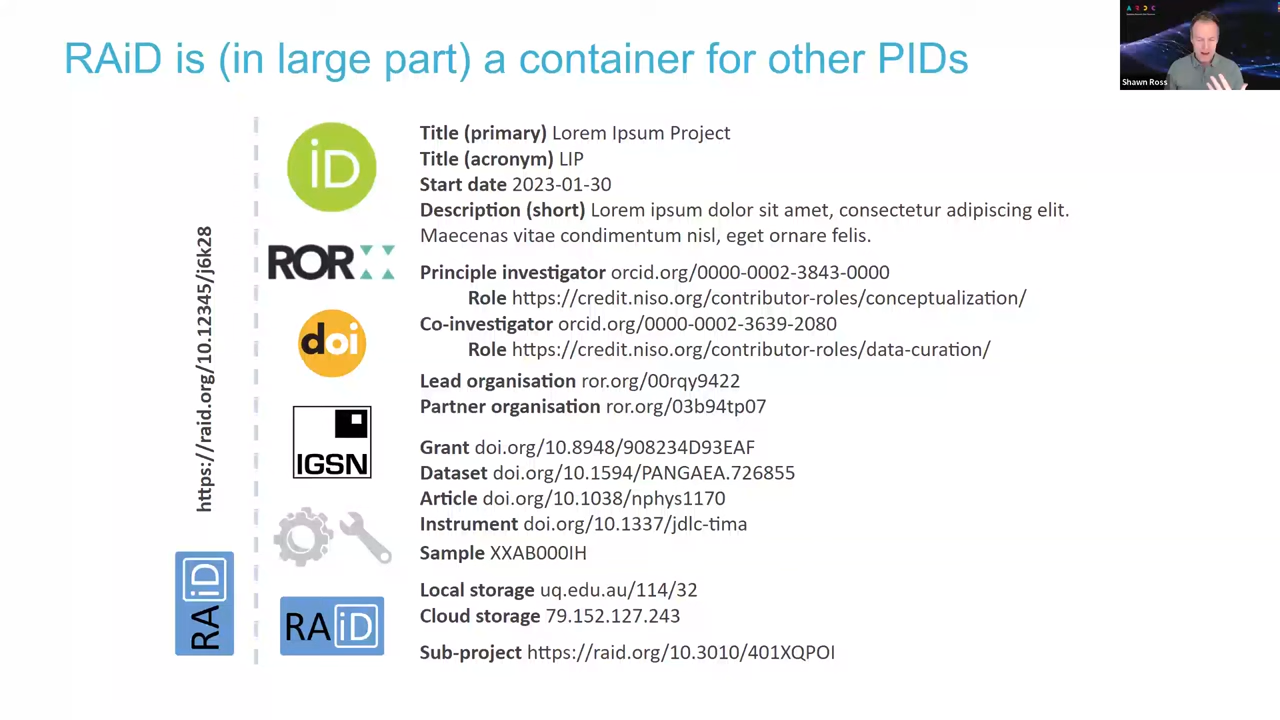 RAiD is (in large part) a container for other PIDs
ARDC
Shawn Ross
https://raid.org/10.12345/j6k28
RAiD
iD
ROR
doi
IGSN
RAiD
Title (primary) Lorem Ipsum Project
Title (acronym) LIP
Start date 2023-01-30
Description (short) Lorem ipsum dolor sit amet, consectetur adipiscing elit.
Maecenas vitae condimentum nisl, eget ornare felis.
Principle investigator orcid.org/0000-0002-3843-0000
Role https://credit.niso.org/contributor-roles/conceptualization/
Co-investigator orcid.org/0000-0002-3639-2080
Role https://credit.niso.org/contributor-roles/data-curation/
Lead organisation ror.org/00rqy9422
Partner organisation ror.org/03b94tp07
Grant doi.org/10.8948/908234D93EAF
Dataset doi.org/10.1594/PANGAEA.726855
Article doi.org/10.1038/nphys1170
Instrument doi.org/10.1337/jdlc-tima
Sample XXAB000IH
Local storage uq.edu.au/114/32
Cloud storage 79.152.127.243
Sub-project https://raid.org/10.3010/401XQPOI